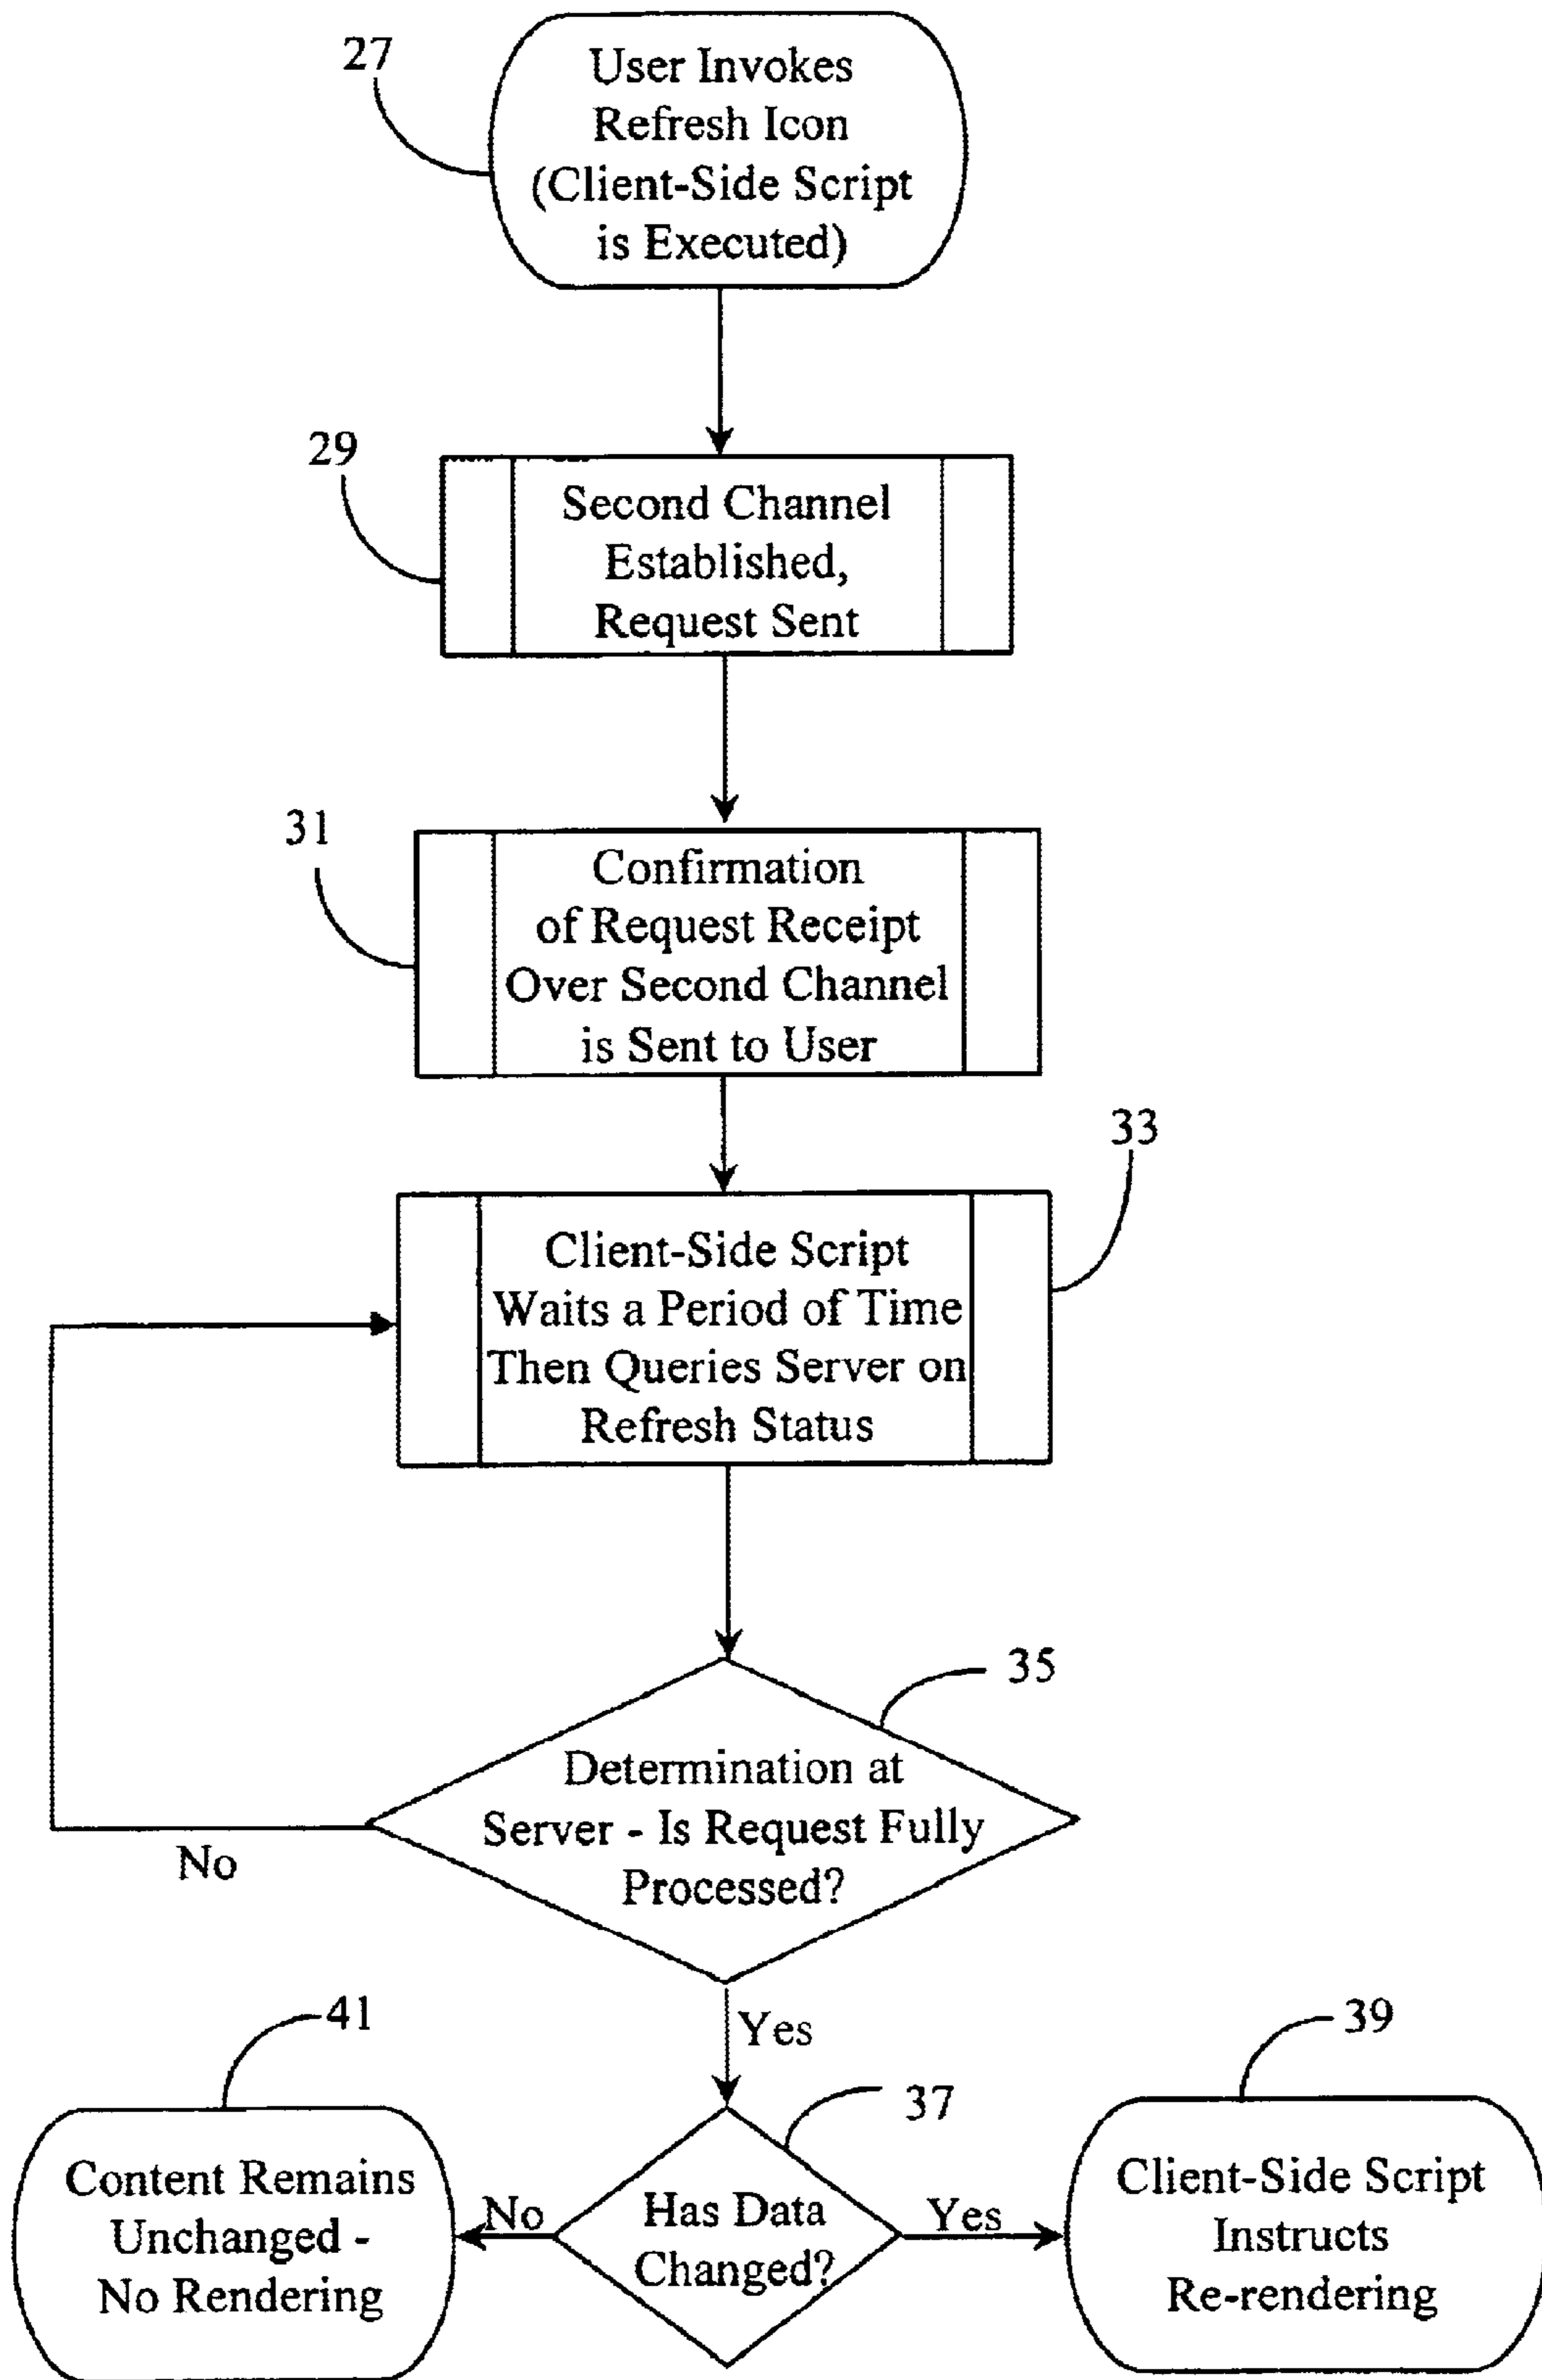 27
User Invokes
Refresh Icon
(Client-Side Script
is Executed)
29
Second Channel
Established,
Request Sent
31
Confirmation
of Request Receipt
Over Second Channel
is Sent to User
33
Client-Side Script
Waits a Period of Time
Then Queries Server on
Refresh Status
35
Determination at
Server - Is Request Fully
Processed?
No
Yes
41
37
39
Content Remains
Unchanged -
No Rendering
No
Has Data
Changed?
Yes
Client-Side Script
Instructs
Re-rendering